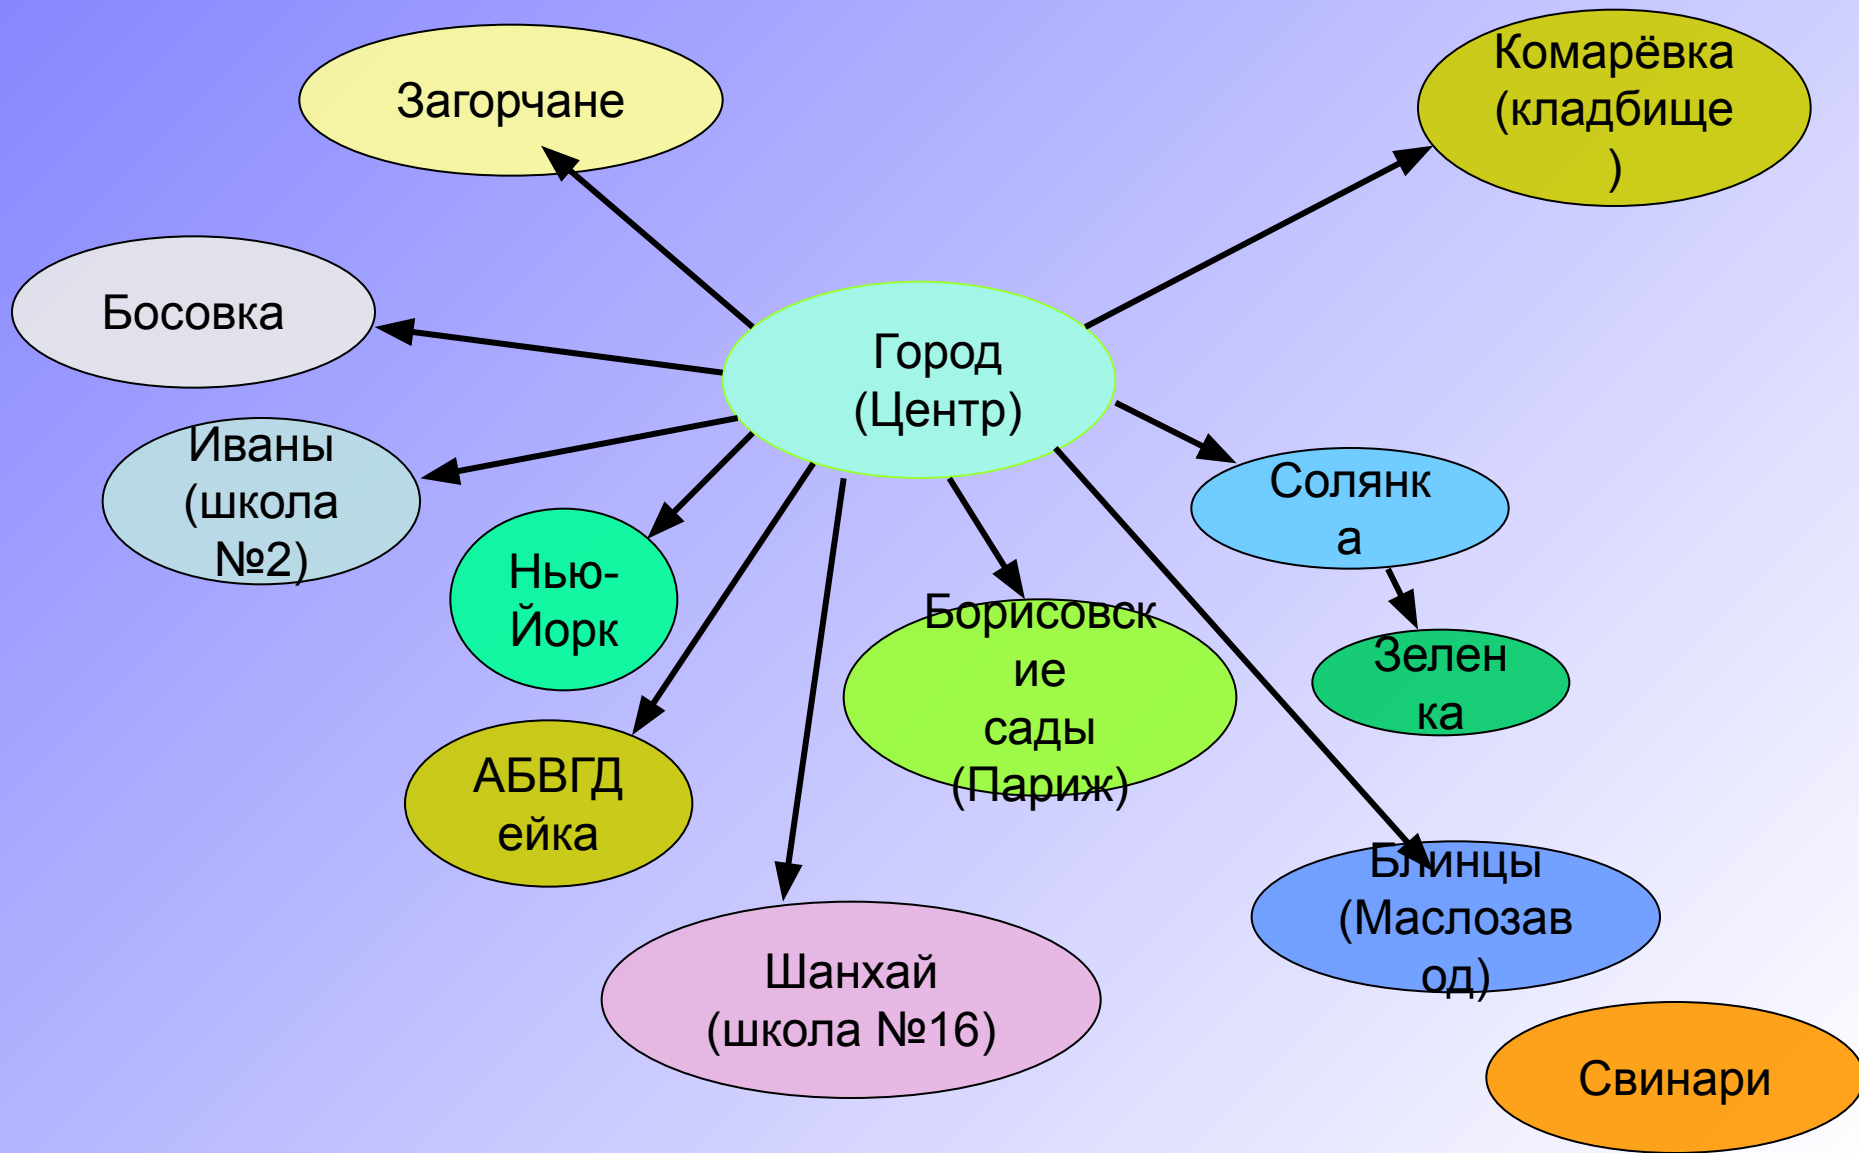 Загорчане
Комарёвка
(кладбище
)
Босовка
Город
(Центр)
Иваны
(школа
№2)
Солянк
а
Нью-
Йорк
Борисовск
ие
сады
(Париж)
Зелен
ка
АБВГД
ейка
Блинцы
(Маслозав
од)
Шанхай
(школа №16)
Свинари